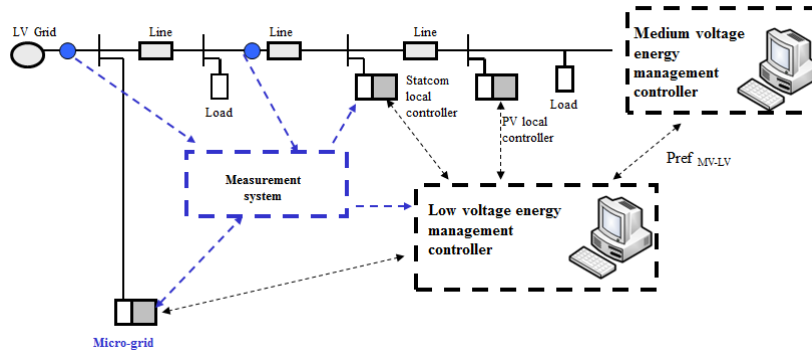 LV Grid
Line
Line
Line
Load
Statcom
local
controller
PV local
controller
Load
Medium voltage
energy
management
controller
Pref MV-LV
Measurement
system
Low voltage energy
management
controller
Micro-grid